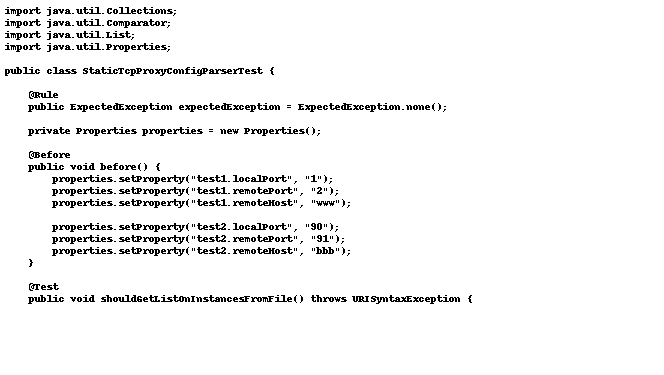 import java.util.Collections;
import java.util.Comparator;
import java.util.List;
import java.util.Properties;

public class StaticTcpProxyConfigParserTest {

    @Rule
    public ExpectedException expectedException = ExpectedException.none();

    private Properties properties = new Properties();

    @Before
    public void before() {
        properties.setProperty("test1.localPort", "1");
        properties.setProperty("test1.remotePort", "2");
        properties.setProperty("test1.remoteHost", "www");

        properties.setProperty("test2.localPort", "90");
        properties.setProperty("test2.remotePort", "91");
        properties.setProperty("test2.remoteHost", "bbb");
    }

    @Test
    public void shouldGetListOnInstancesFromFile() throws URISyntaxException {